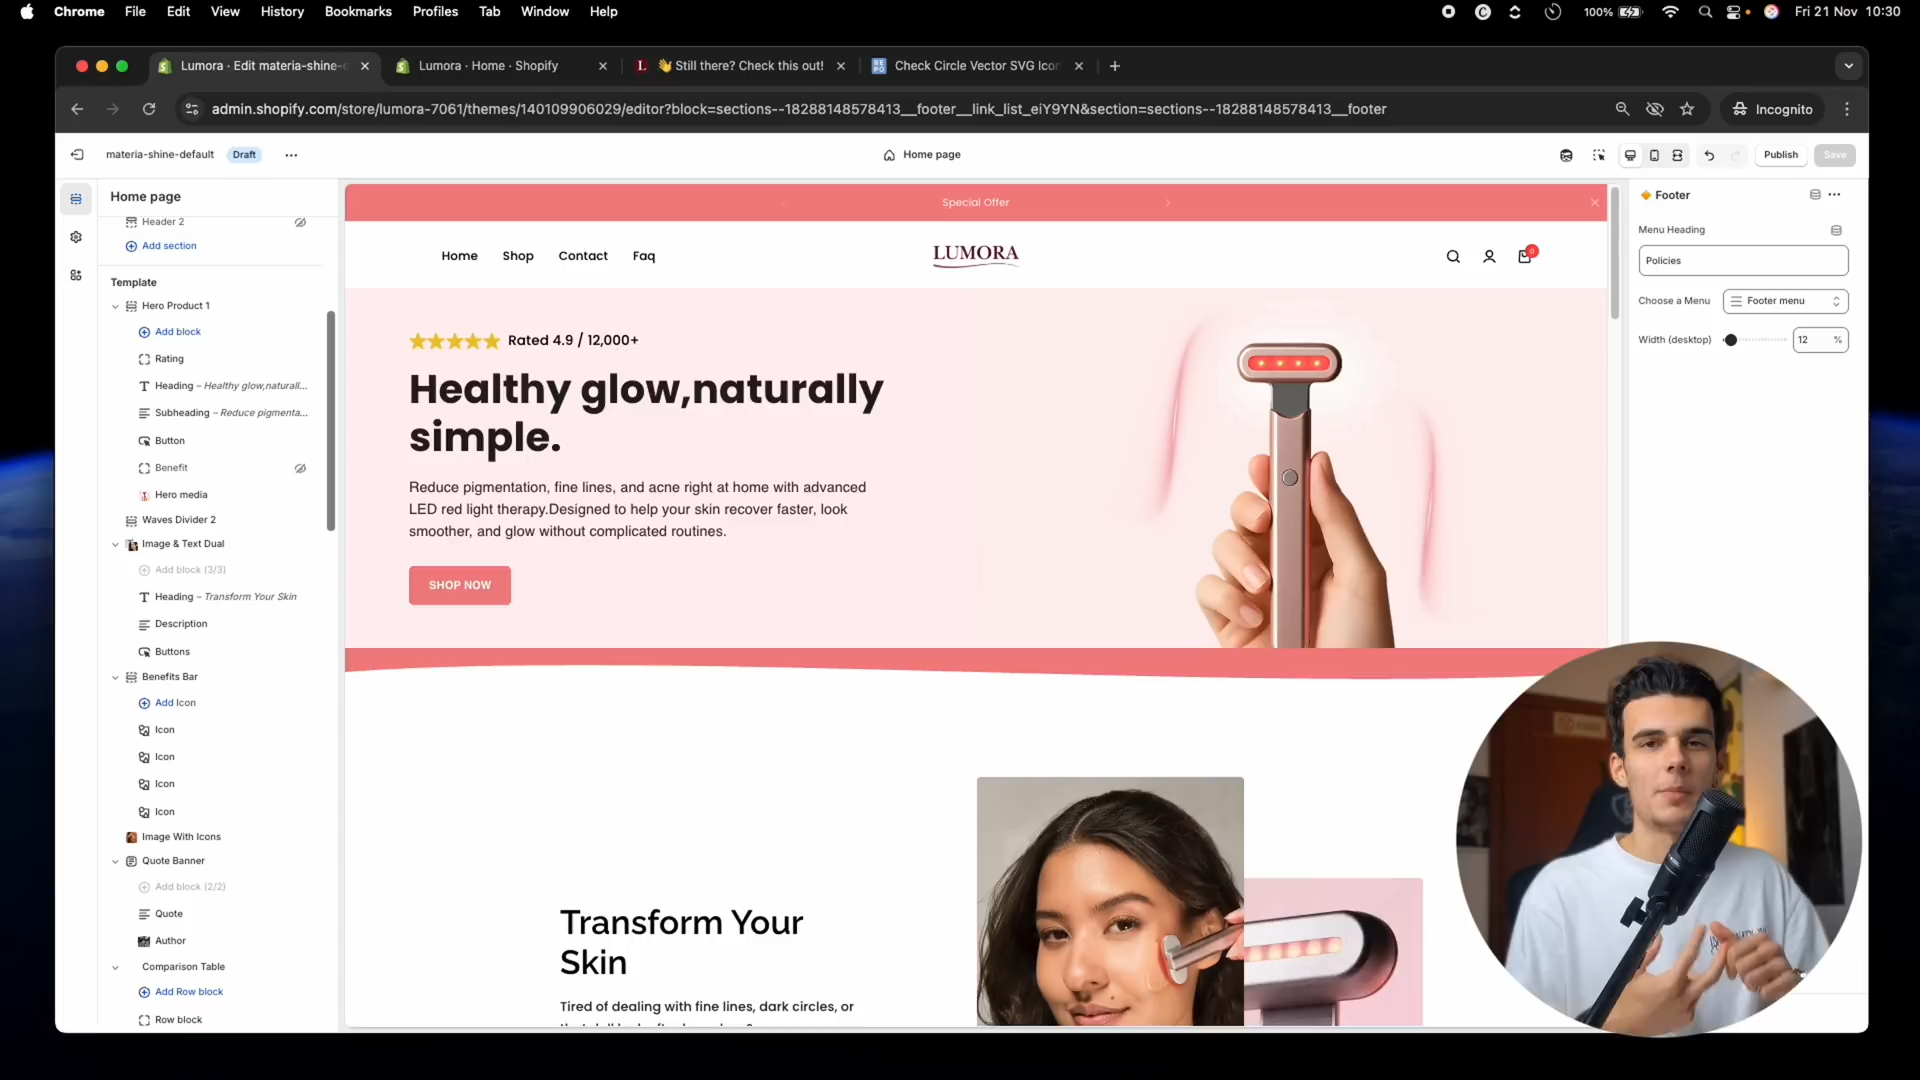 Chrome File Edit View History Bookmarks Profiles Tab Window Help
100% Fri 21 Nov 10:30
Lumora · Edit materia-shine-d
Lumora · Home · Shopify
L 👋 Still there? Check this out!
Check Circle Vector SVG Icon
admin.shopify.com/store/lumora-7061/themes/140109906029/editor?block=sections--18288148578413__footer__link_list_eiY9YN&section=sections--18288148578413__footer
Incognito
materia-shine-default Draft ...
Home page
Publish Save
Home page
Header 2
Add section
Template
Hero Product 1
Add block
Rating
Heading – Healthy glow,naturall...
Subheading – Reduce pigmenta...
Button
Benefit
Hero media
Waves Divider 2
Image & Text Dual
Add block (3/3)
Heading – Transform Your Skin
Description
Buttons
Benefits Bar
Add Icon
Icon
Icon
Icon
Icon
Image With Icons
Quote Banner
Add block (2/2)
Quote
Author
Comparison Table
Add Row block
Row block
Special Offer
Home Shop Contact Faq
LUMORA
0
Rated 4.9 / 12,000+
Healthy glow,naturally
simple.
Reduce pigmentation, fine lines, and acne right at home with advanced
LED red light therapy.Designed to help your skin recover faster, look
smoother, and glow without complicated routines.
SHOP NOW
Transform Your
Skin
Tired of dealing with fine lines, dark circles, or
Footer
Menu Heading
Policies
Choose a Menu Footer menu
Width (desktop) 12 %